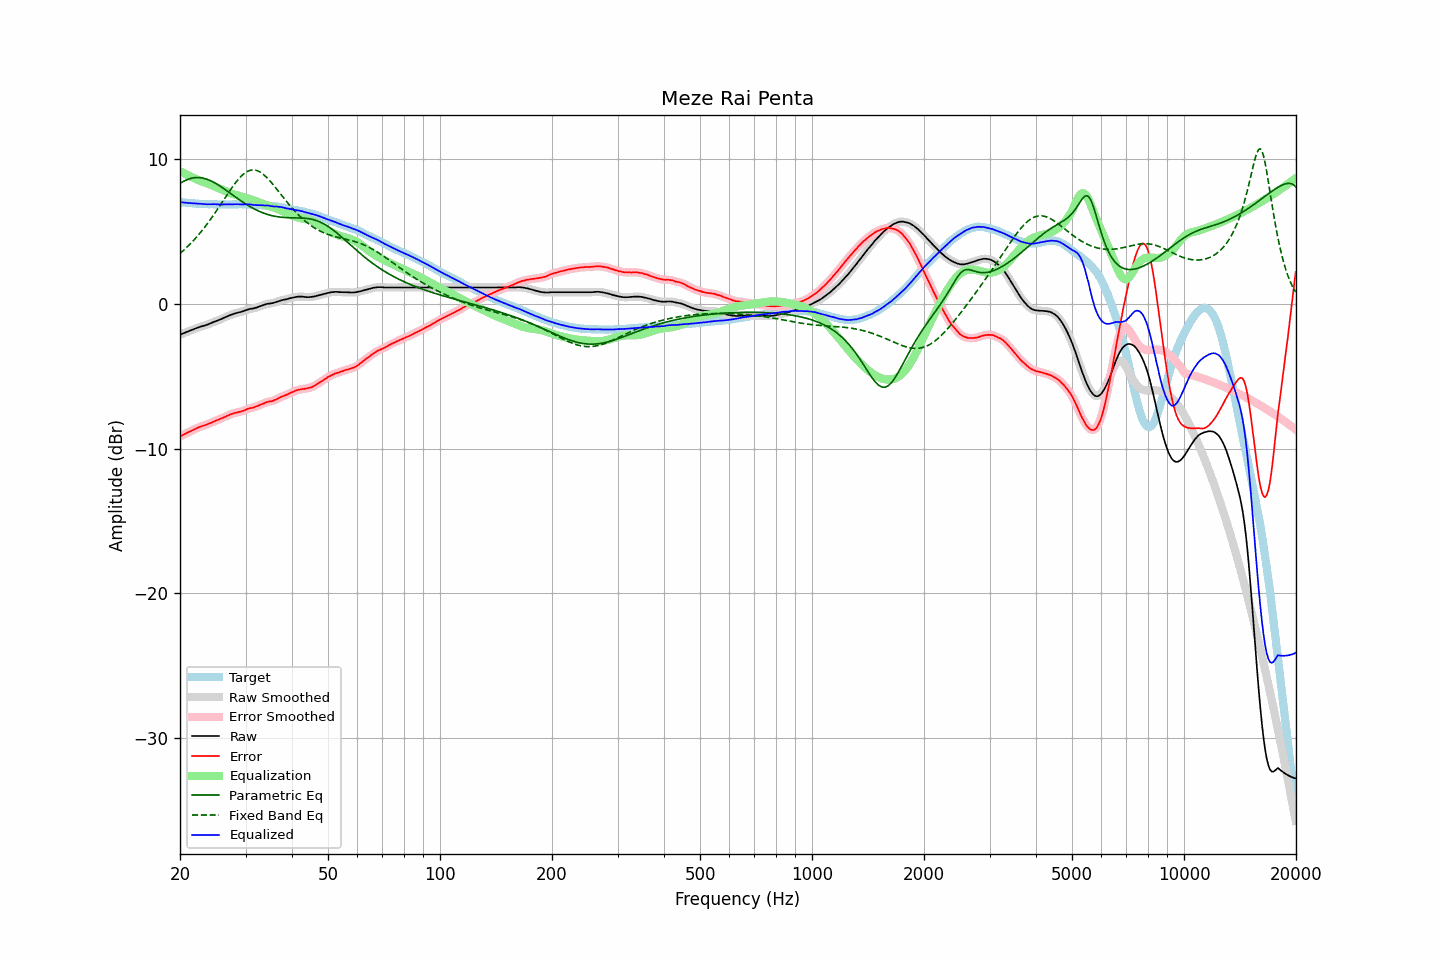 Meze Rai Penta
10
0
−10
−20
−30
Amplitude (dBr)
Target
Raw Smoothed
Error Smoothed
Raw
Error
Equalization
Parametric Eq
Fixed Band Eq
Equalized
20 50 100 200 500 1000 2000 5000 10000 20000
Frequency (Hz)